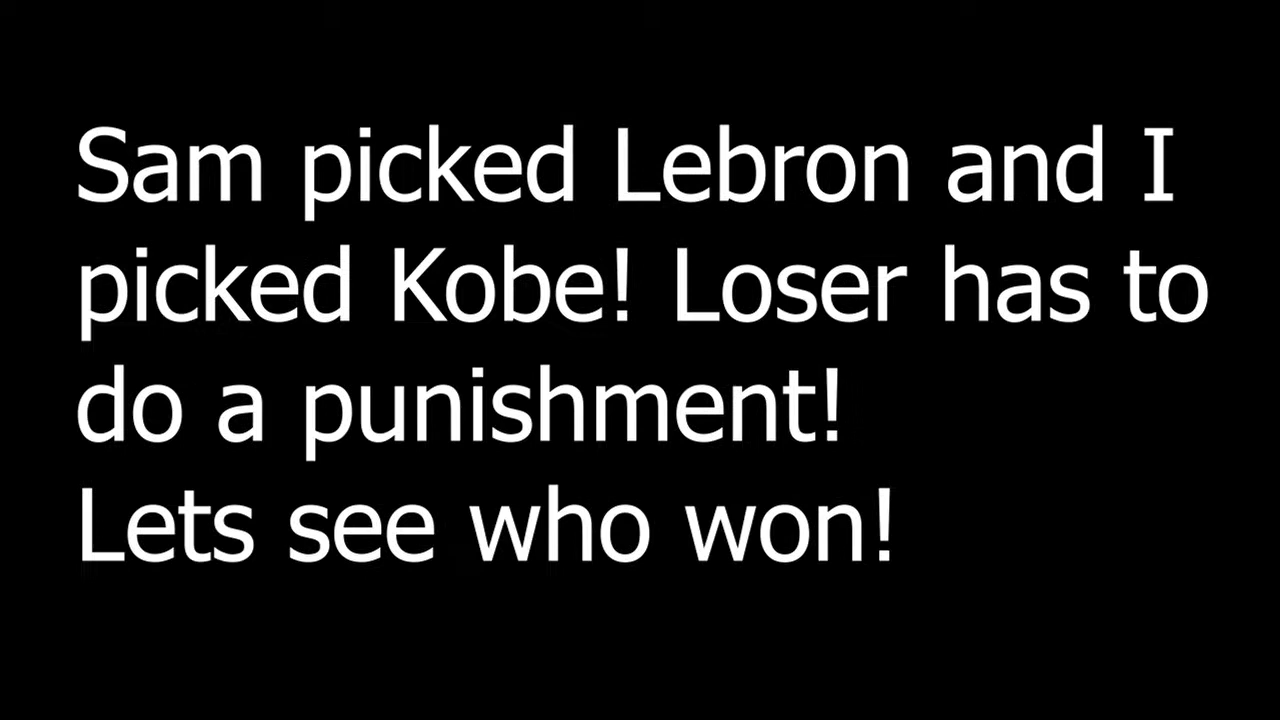 Sam picked Lebron and I
picked Kobe! Loser has to
do a punishment!
Lets see who won!